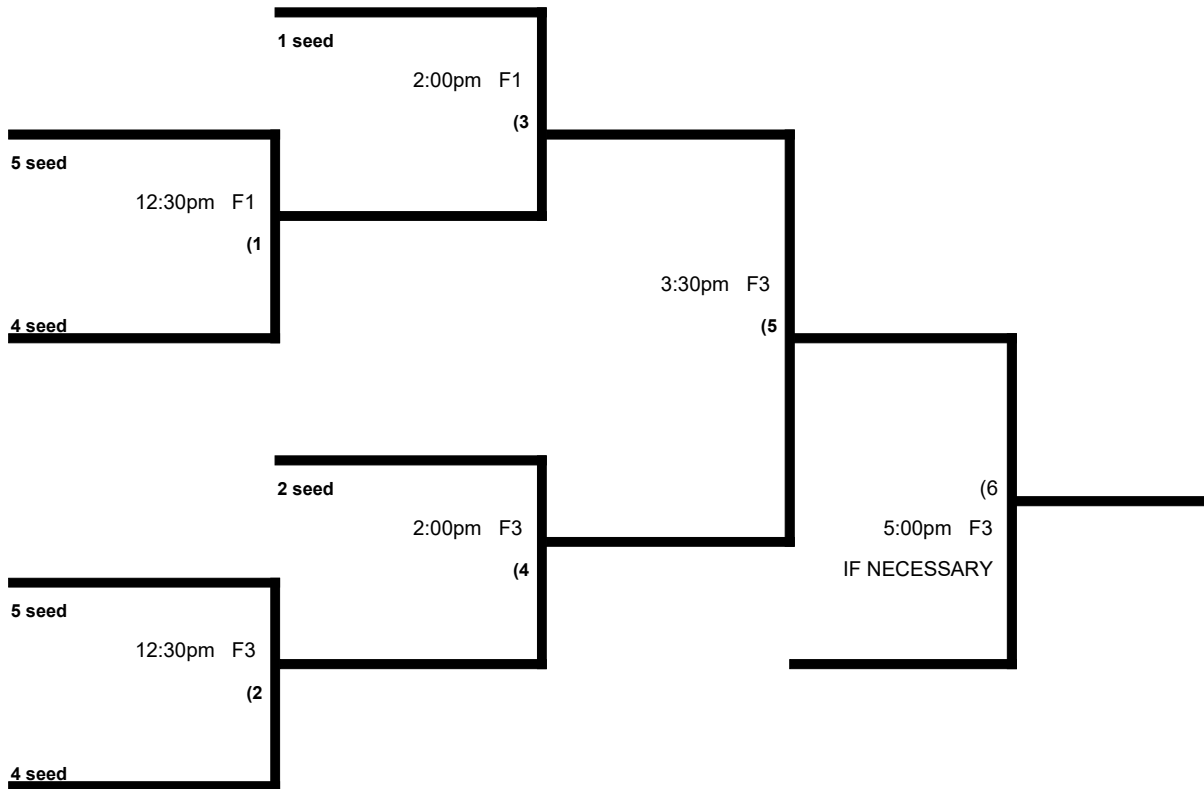 1 seed
2:00pm F1
(3
5 seed
12:30pm F1
(1
4 seed
3:30pm F3
(5
2 seed
2:00pm F3
(4
(6
5:00pm F3
IF NECESSARY
5 seed
12:30pm F3
(2
4 seed